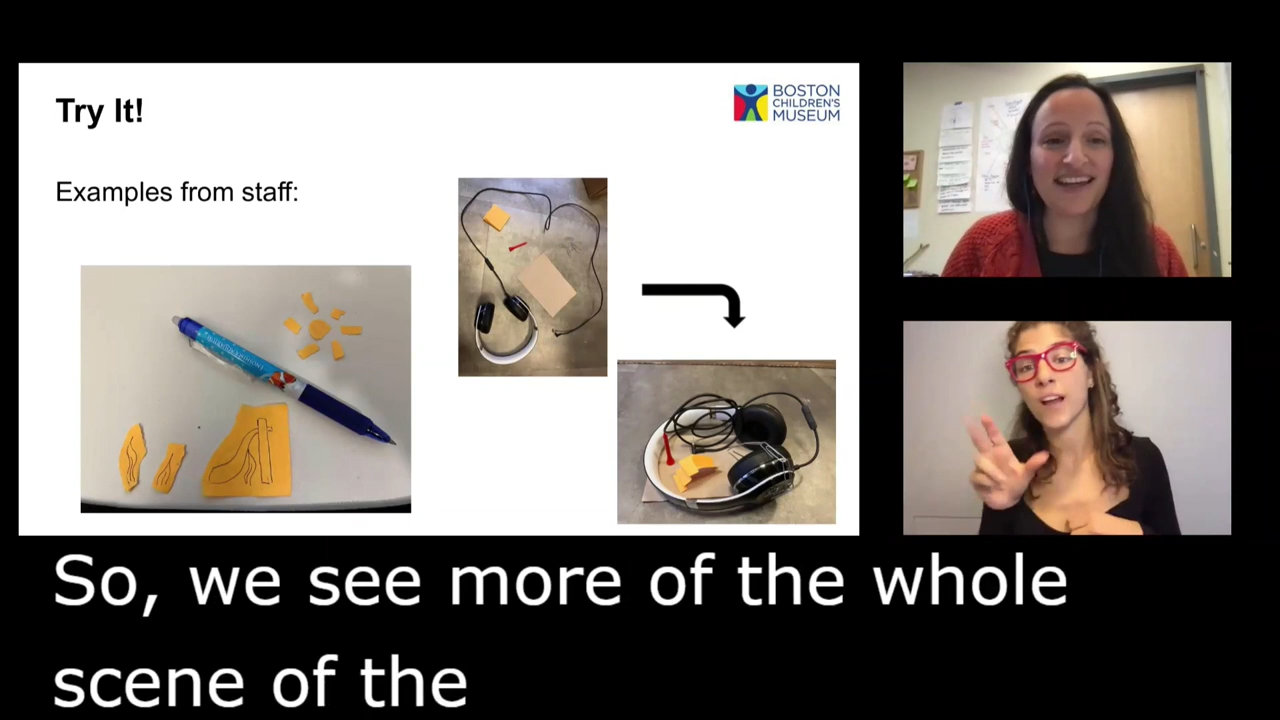 Try It!
BOSTON
CHILDREN'S
MUSEUM
Examples from staff:
So, we see more of the whole
scene of the